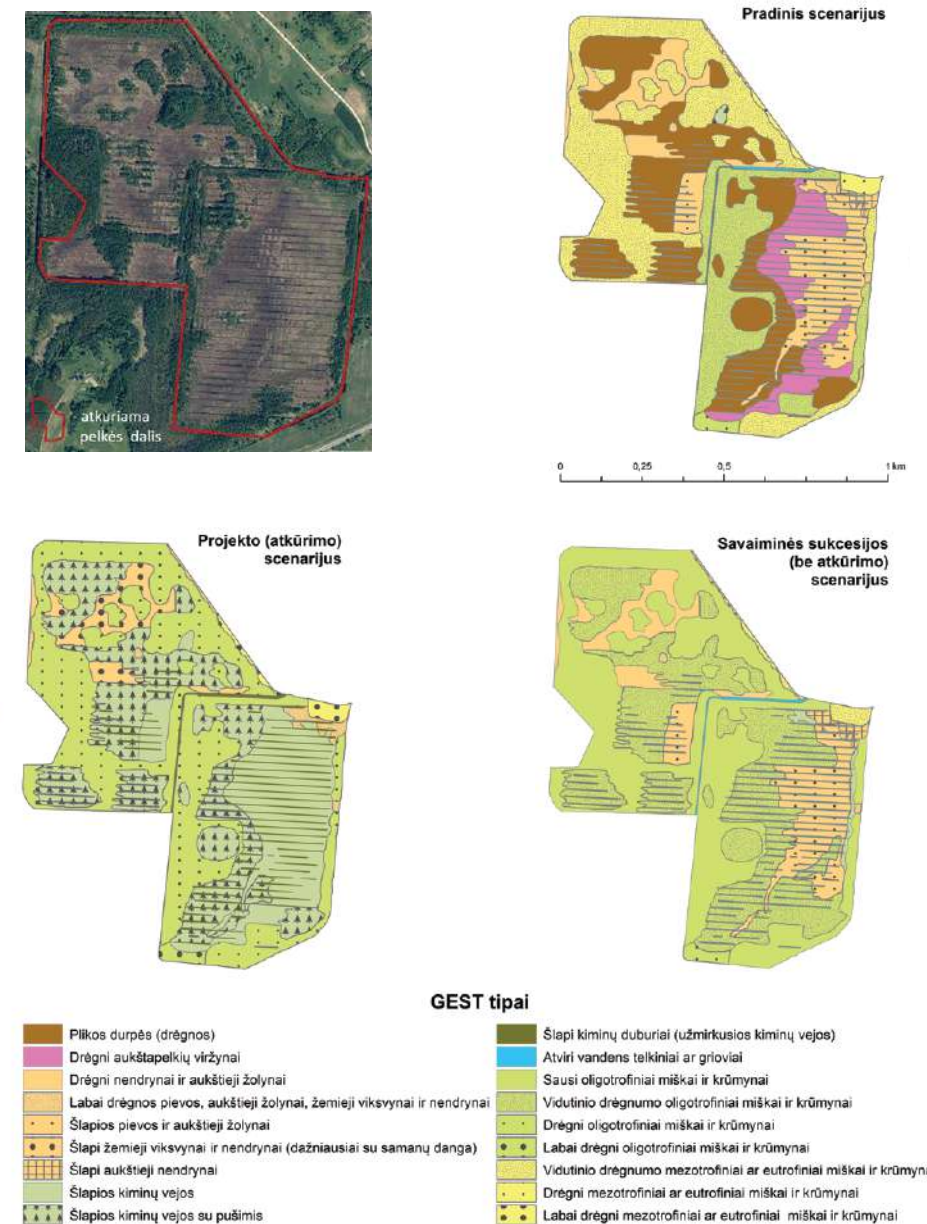 Pradinis scenarijus
atkuriama
pelkės dalis
0 0,25 0,5 1 km
Projekto (atkūrimo)
scenarijus
Savaiminės sukcesijos
(be atkūrimo)
scenarijus
GEST tipai
Plikos durpės (drėgnos)
Drėgni aukštapelkių viržynai
Drėgni nendrynai ir aukštieji žolynai
Labai drėgnos pievos, aukštieji žolynai, žemieji viksvynai ir nendrynai
Šlapios pievos ir aukštieji žolynai
Šlapi žemieji viksvynai ir nendrynai (dažniausiai su samanų danga)
Šlapi aukštieji nendrynai
Šlapios kiminų vejos
Šlapios kiminų vejos su pušimis
Šlapi kiminų duburiai (užmirkusios kiminų vejos)
Atviri vandens telkiniai ar grioviai
Sausi oligotrofiniai miškai ir krūmynai
Vidutinio drėgnumo oligotrofiniai miškai ir krūmynai
Drėgni oligotrofiniai miškai ir krūmynai
Labai drėgni oligotrofiniai miškai ir krūmynai
Vidutinio drėgnumo mezotrofiniai ar eutrofiniai miškai ir krūmyna
Drėgni mezotrofiniai ar eutrofiniai miškai ir krūmynai
Labai drėgni mezotrofiniai ar eutrofiniai miškai ir krūmynai